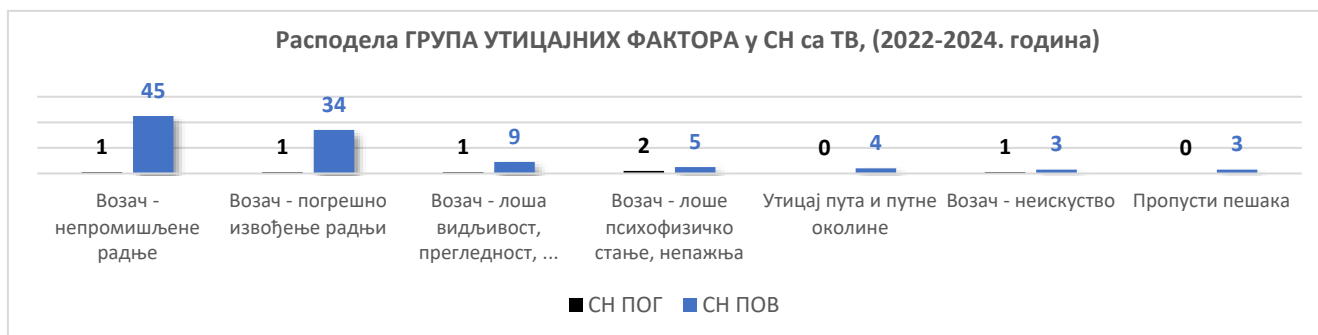 Расподела ГРУПА УТИЦАЈНИХ ФАКТОРА у СН са ТВ, (2022-2024. година)
1 45
1 34
1 9
2 5
0 4
1 3
0 3
Возач - непромишљене радње
Возач - погрешно извођење радњи
Возач - лоша видљивост, прегледност, ...
Возач - лоше психофизичко стање, непажња
Утицај пута и путне околине
Возач - неискуство
Пропусти пешака
СН ПОГ СН ПОВ